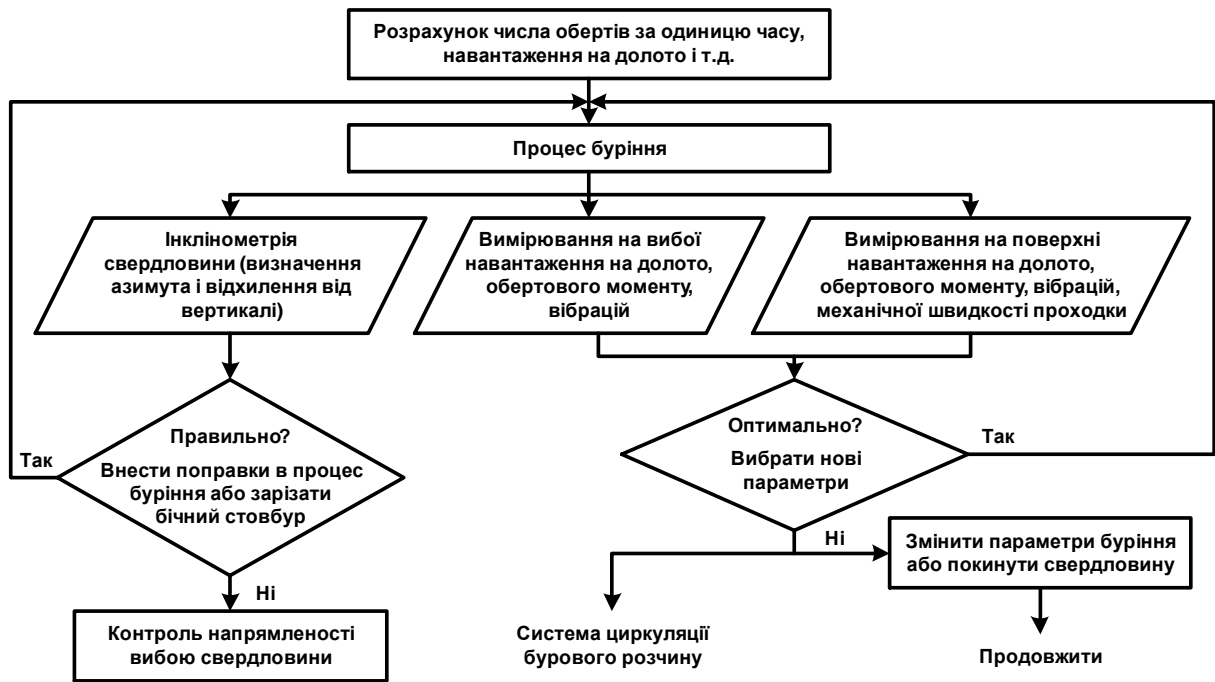 Розрахунок числа обертів за одиницю часу,
навантаження на долото і т.д.
Процес буріння
Інклінометрія
свердловини (визначення
азимута і відхилення від
вертикалі)
Вимірювання на вибої
навантаження на долото,
обертового моменту,
вібрацій
Вимірювання на поверхні
навантаження на долото,
обертового моменту, вібрацій,
механічної швидкості проходки
Так
Правильно?
Внести поправки в процес
буріння або зарізати
бічний стовбур
Оптимально?
Вибрати нові
параметри
Так
Ні
Контроль напрямленості
вибою свердловини
Ні
Змінити параметри буріння
або покинути свердловину
Система циркуляції
бурового розчину
Продовжити